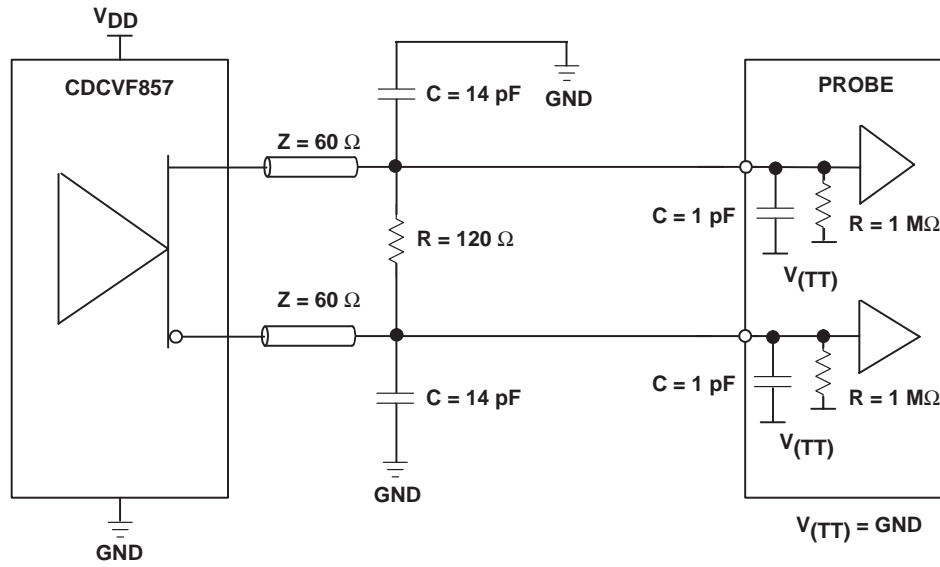 VDD
CDCVF857
C = 14 pF
GND
PROBE
Z = 60 Ω
C = 1 pF
R = 1 MΩ
V(TT)
R = 120 Ω
Z = 60 Ω
C = 14 pF
C = 1 pF
R = 1 MΩ
V(TT)
GND
V(TT) = GND
GND